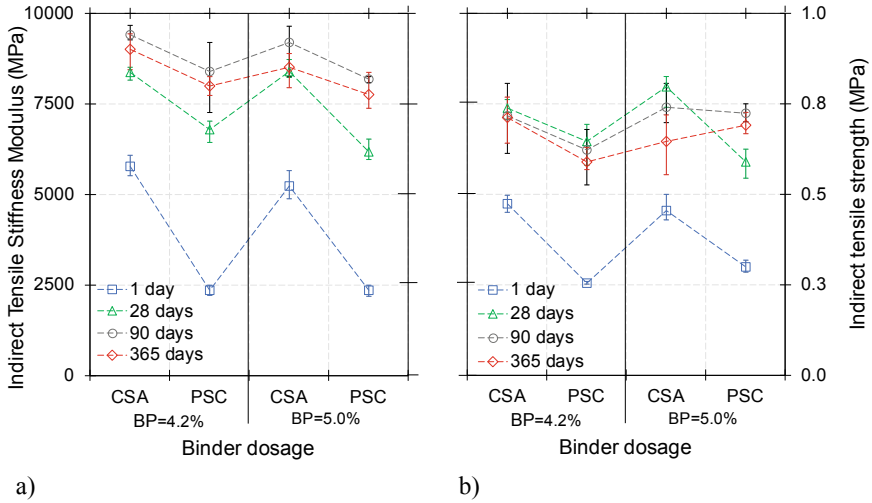 Indirect Tensile Stiffness Modulus (MPa)
10000
7500
5000
2500
0
1 day
28 days
90 days
365 days
CSA PSC CSA PSC
BP=4.2% BP=5.0%
Binder dosage
a)
1 day
28 days
90 days
365 days
CSA PSC CSA PSC
BP=4.2% BP=5.0%
Binder dosage
1.0
0.8
0.5
0.3
0.0
Indirect tensile strength (MPa)
b)